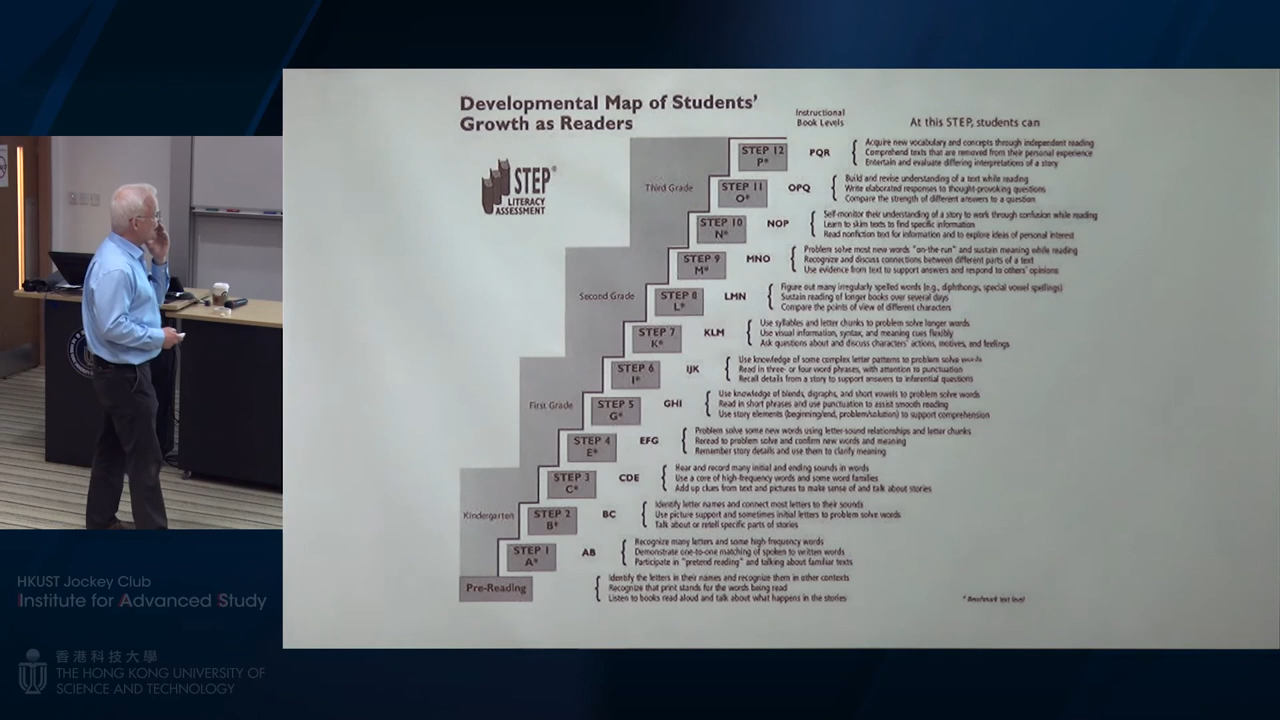 Developmental Map of Students'
Growth as Readers
Instructional
Book Levels
At this STEP, students can
STEP®
LITERACY
ASSESSMENT
Third Grade
STEP 12
P*
PQR
Acquire new vocabulary and concepts through independent reading
Comprehend texts that are removed from their personal experience
Entertain and evaluate differing interpretations of a story
STEP 11
O*
OPQ
Build and revise understanding of a text while reading
Write elaborated responses to thought-provoking questions
Compare the strength of different answers to a question
STEP 10
N*
NOP
Self-monitor their understanding of a story to work through confusion while reading
Learn to skim texts to find specific information
Read nonfiction text for information and to explore ideas of personal interest
Second Grade
STEP 9
M*
MNO
Problem solve most new words "on-the-run" and sustain meaning while reading
Recognize and discuss connections between different parts of a text
Use evidence from text to support answers and respond to others' opinions
STEP 8
L*
LMN
Figure out many irregularly spelled words (e.g., diphthongs, special vowel spellings)
Sustain reading of longer books over several days
Compare the points of view of different characters
STEP 7
K*
KLM
Use syllables and letter chunks to problem solve longer words
Use visual information, syntax, and meaning cues flexibly
Ask questions about and discuss characters' actions, motives, and feelings
First Grade
STEP 6
I*
IJK
Use knowledge of some complex letter patterns to problem solve words
Read in three- or four word phrases, with attention to punctuation
Recall details from a story to support answers to inferential questions
STEP 5
G*
GHI
Use knowledge of blends, digraphs, and short vowels to problem solve words
Read in short phrases and use punctuation to assist smooth reading
Use story elements (beginning/end, problem/solution) to support comprehension
STEP 4
E*
EFG
Problem solve some new words using letter-sound relationships and letter chunks
Reread to problem solve and confirm new words and meaning
Remember story details and use them to clarify meaning
Kindergarten
STEP 3
C*
CDE
Hear and record many initial and ending sounds in words
Use a core of high-frequency words and some word families
Add up clues from text and pictures to make sense of and talk about stories
STEP 2
B*
BC
Identify letter names and connect most letters to their sounds
Use picture support and sometimes initial letters to problem solve words
Talk about or retell specific parts of stories
STEP 1
A*
AB
Recognize many letters and some high frequency words
Demonstrate one-to-one matching of spoken to written words
Participate in "pretend reading" and talking about familiar texts
Pre-Reading
Identify the letters in their names and recognize them in other contexts
Recognize that print stands for the words being read
Listen to books read aloud and talk about what happens in the stories
* Benchmark text level
HKUST Jockey Club
Institute for Advanced Study
香港科技大學
THE HONG KONG UNIVERSITY OF
SCIENCE AND TECHNOLOGY